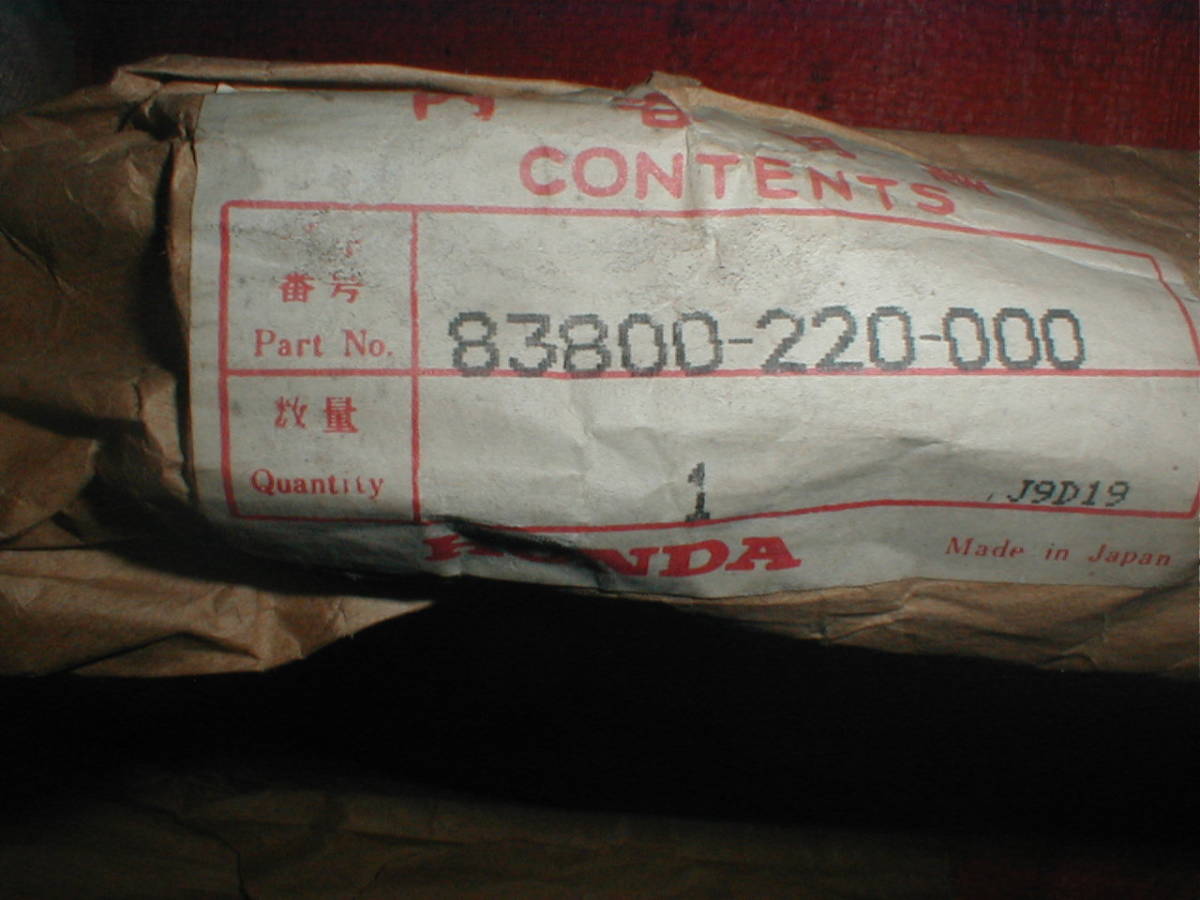 CONTENTS
番号
Part No.
83800-220-000
数量
Quantity
1
J9D19
HONDA
Made in Japan